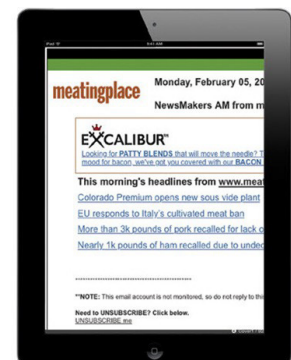 iPad
9:41 AM
meatingplace
Monday, February 05, 20
NewsMakers AM from m
EXCALIBUR
Looking for PATTY BLENDS that will move the needle? T
mood for bacon, we've got you covered with our BACON
This morning's headlines from www.meat
Colorado Premium opens new sous vide plant
EU responds to Italy's cultivated meat ban
More than 3k pounds of pork recalled for lack o
Nearly 1k pounds of ham recalled due to undec
--------------------------------------------
**NOTE: This email account is not monitored, so do not reply to this
Need to UNSUBSCRIBE? Click below.
UNSUBSCRIBE me